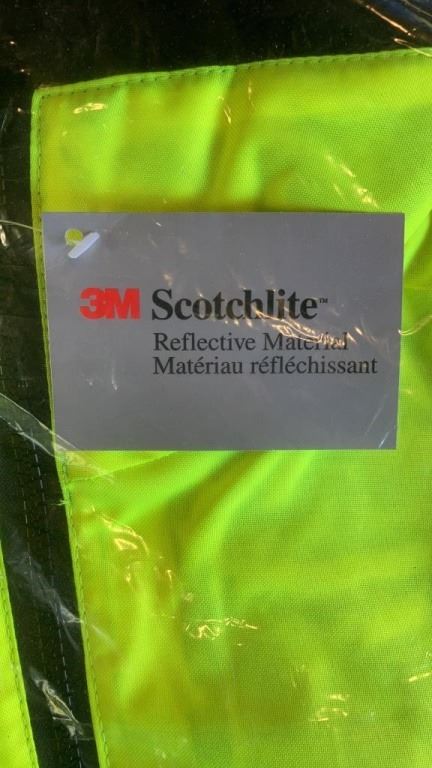 3M Scotchlite™
Reflective Material
Matériau réfléchissant